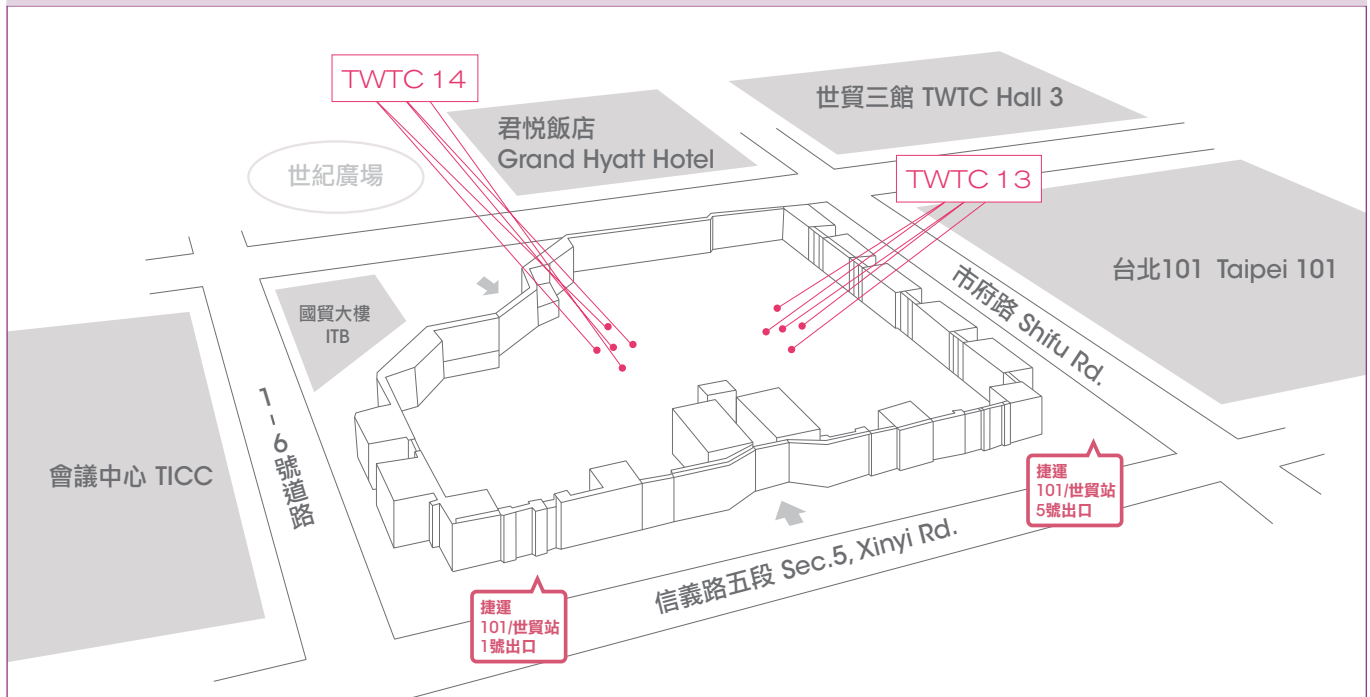 TWTC 14
世貿三館 TWTC Hall 3
君悦飯店
Grand Hyatt Hotel
世紀廣場
TWTC 13
台北101 Taipei 101
國貿大樓
ITB
市府路 Shifu Rd.
1-6號道路
會議中心 TICC
捷運
101/世貿站
5號出口
信義路五段 Sec.5, Xinyi Rd.
捷運
101/世貿站
1號出口